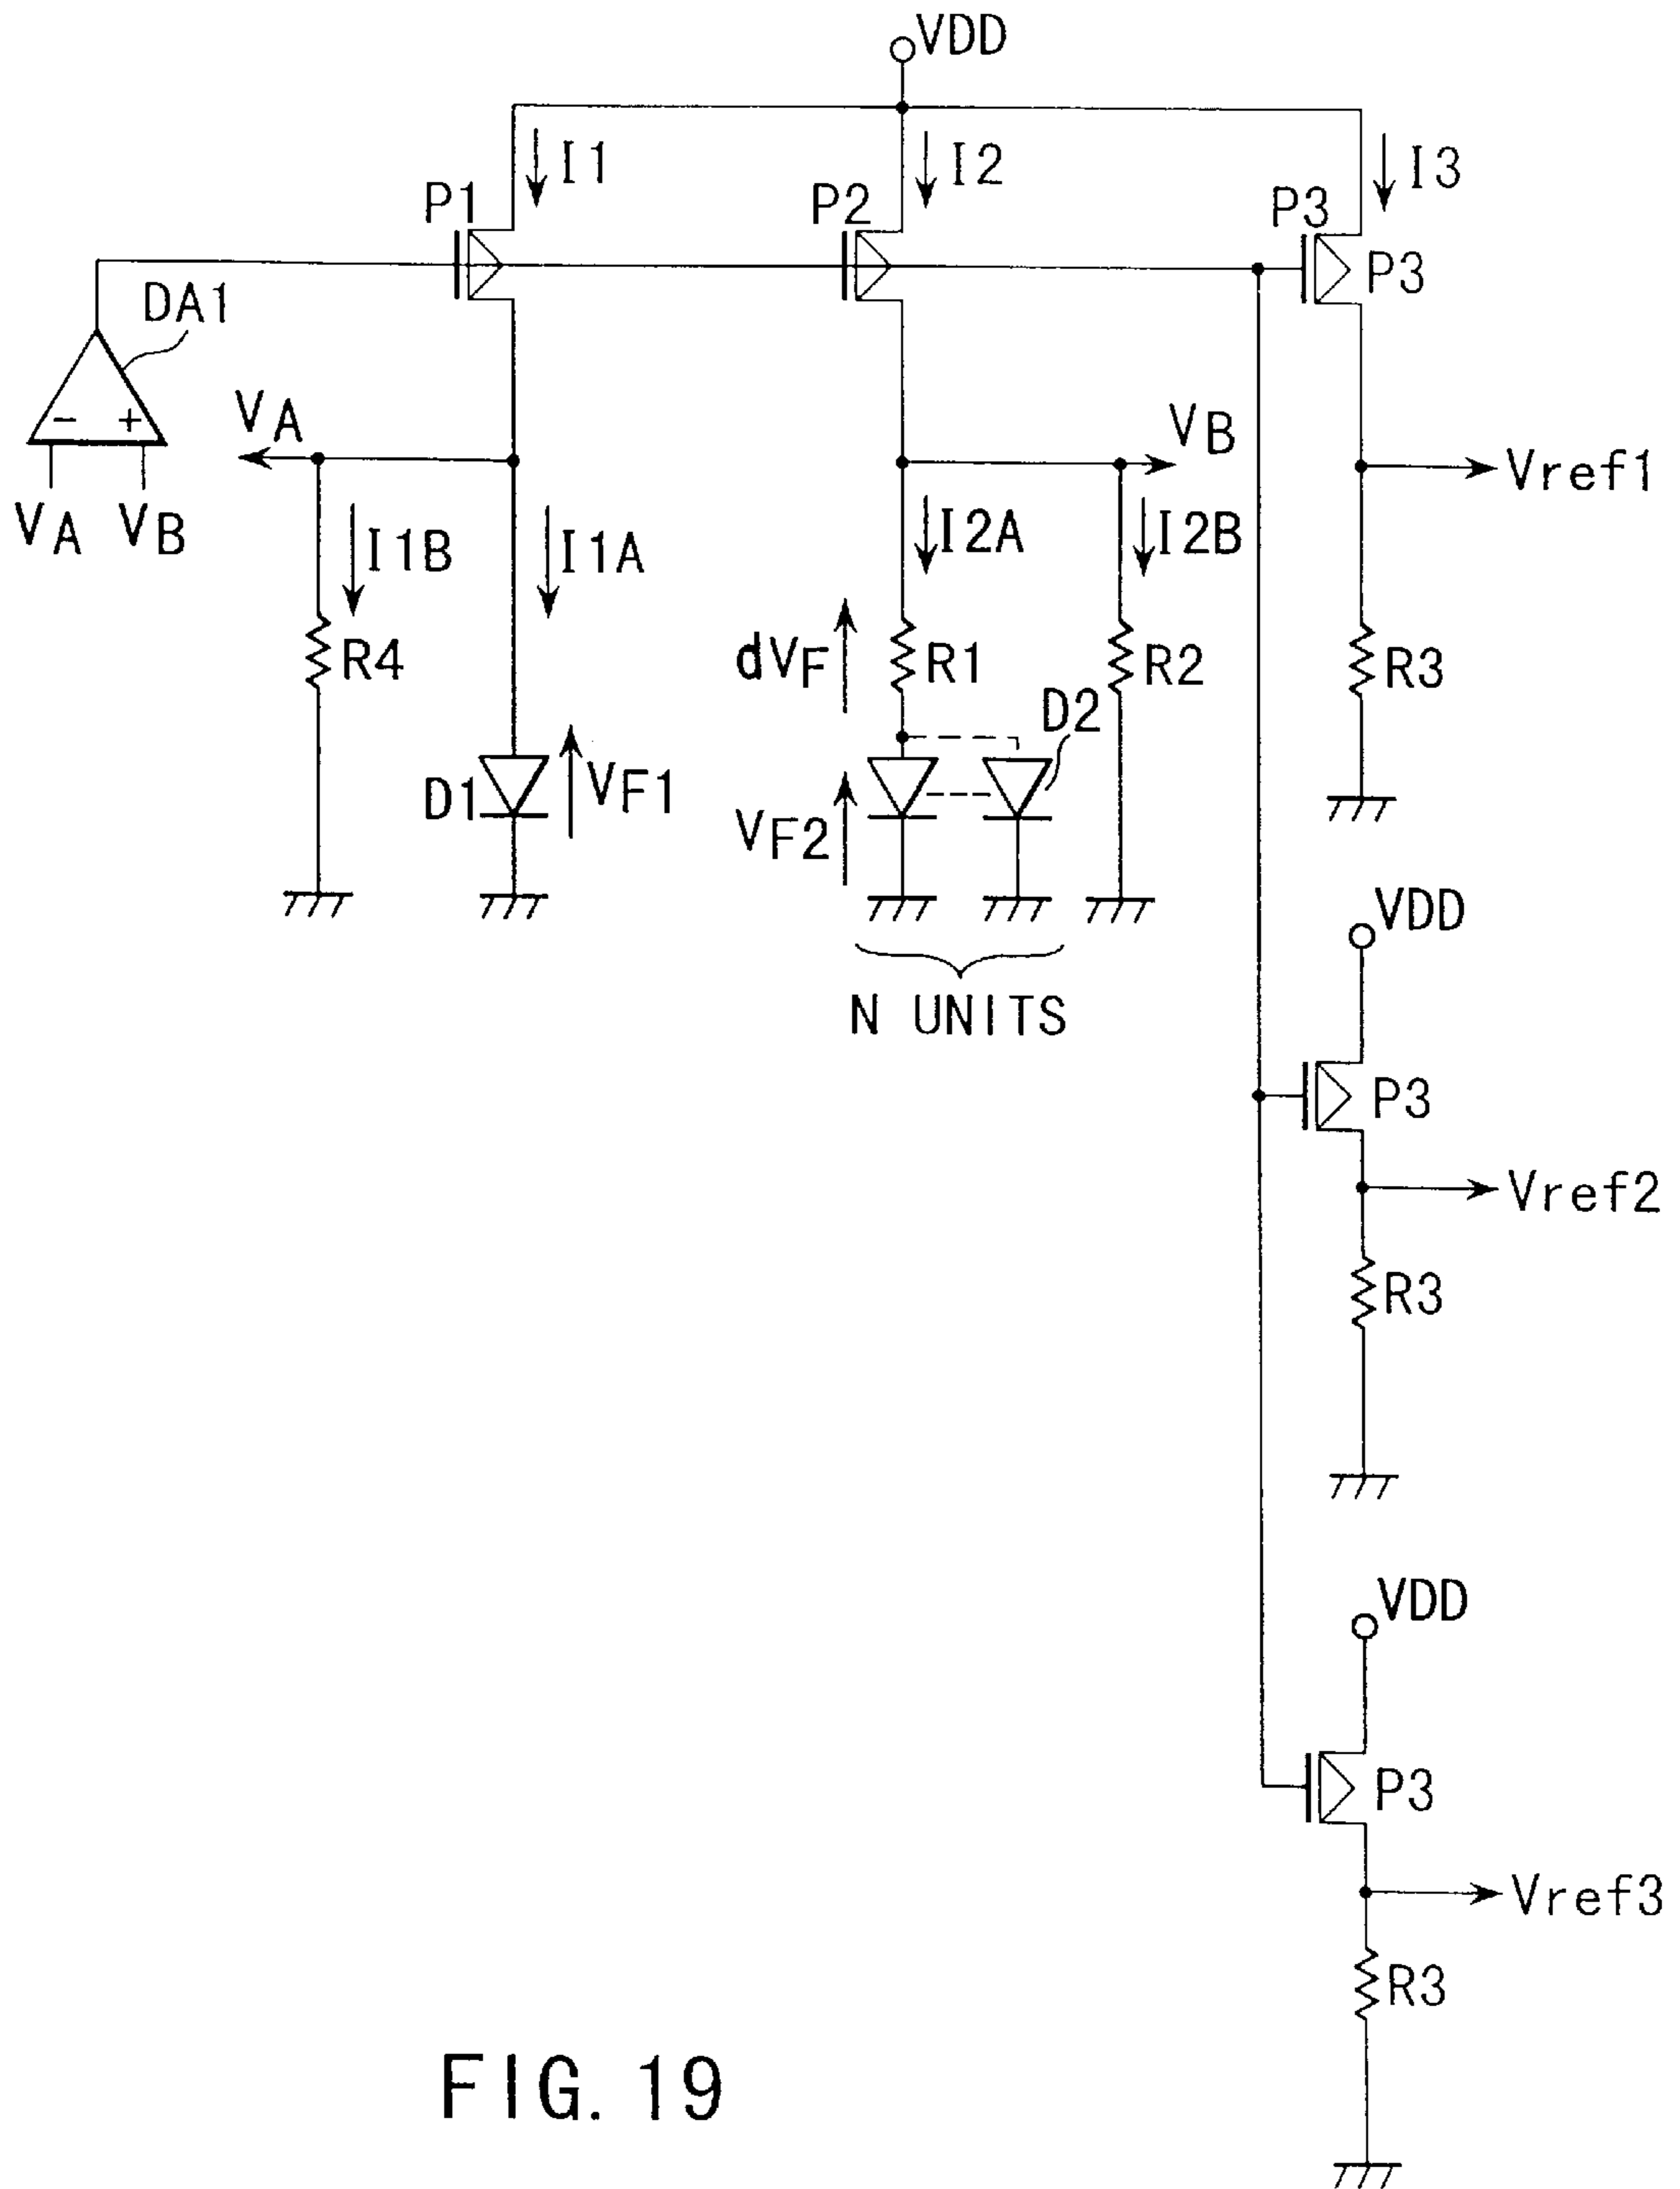 VDD
I1
I2
I3
P1
P2
P3
P3
DA1
- +
VA VB
VA
VB
Vref1
I1B
I1A
I2A
I2B
R4
dVF
R1
R2
R3
D2
D1
VF1
VF2
N UNITS
VDD
P3
Vref2
R3
VDD
P3
Vref3
R3
FIG. 19